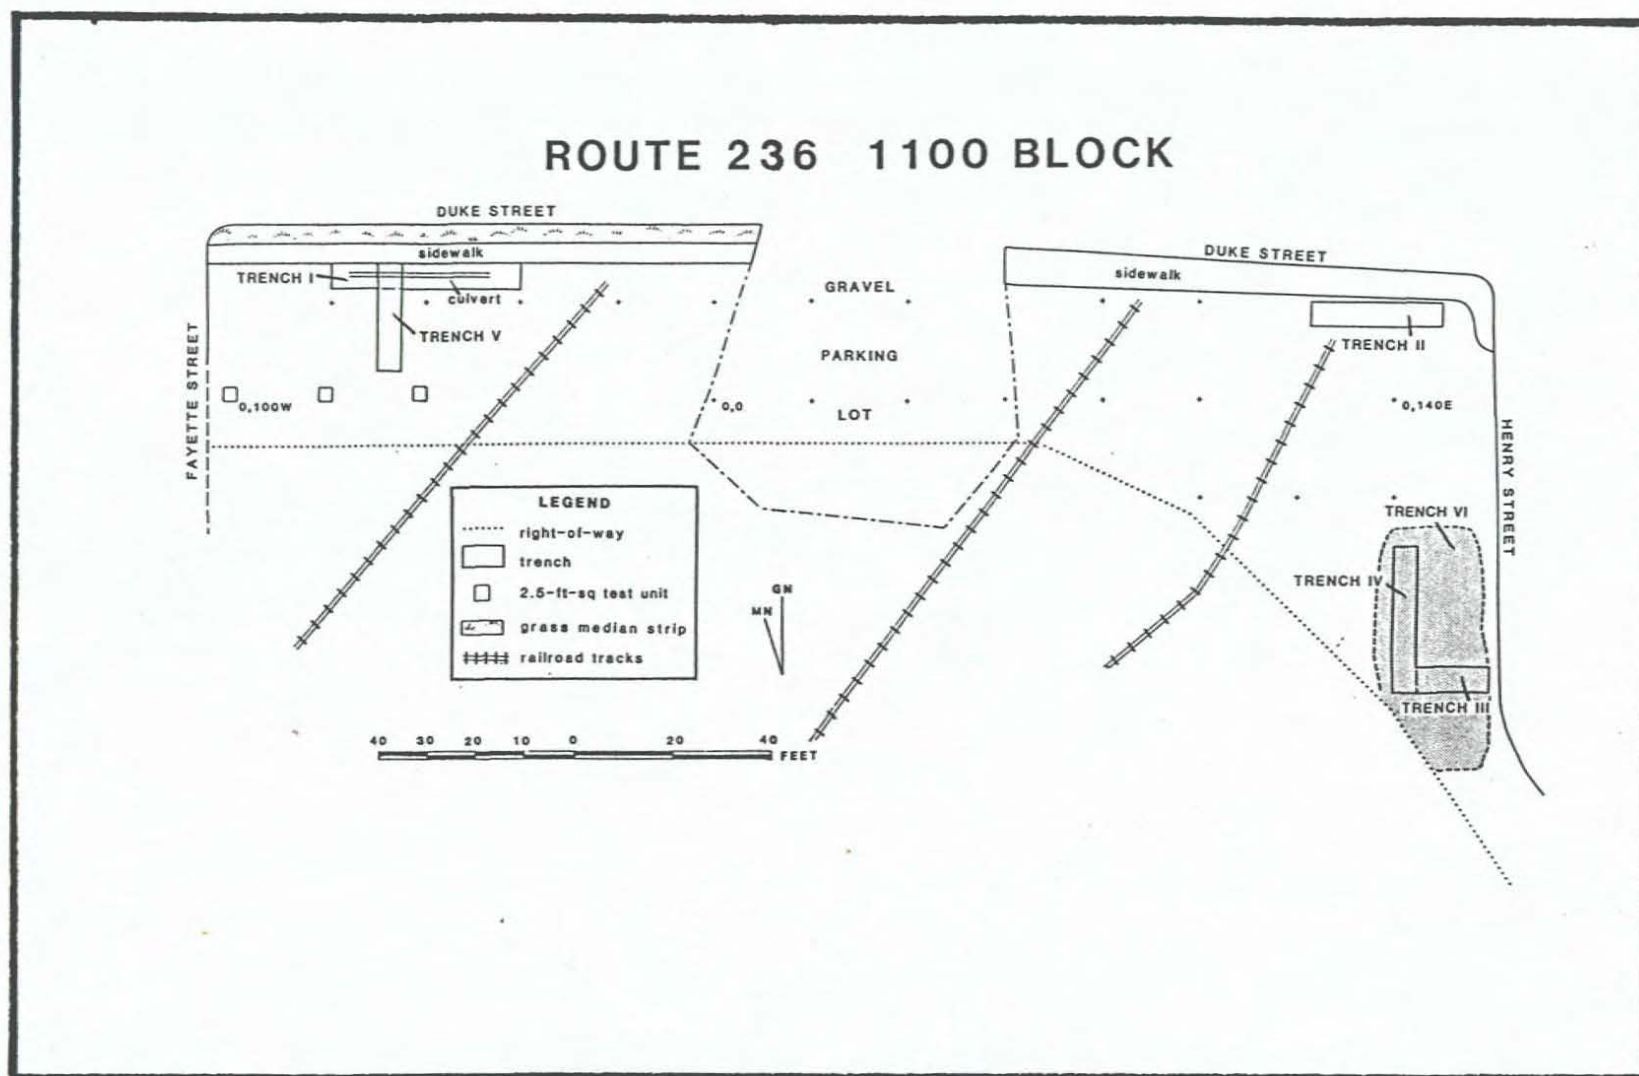 ROUTE 236 1100 BLOCK
DUKE STREET
sidewalk
TRENCH I
culvert
TRENCH V
FAYETTE STREET
0,100W
GRAVEL
PARKING
LOT
0,0
DUKE STREET
sidewalk
TRENCH II
0,140E
HENRY STREET
TRENCH VI
TRENCH IV
TRENCH III
LEGEND
right-of-way
trench
2.5-ft-sq test unit
grass median strip
railroad tracks
GN
MN
40 30 20 10 0 20 40
FEET